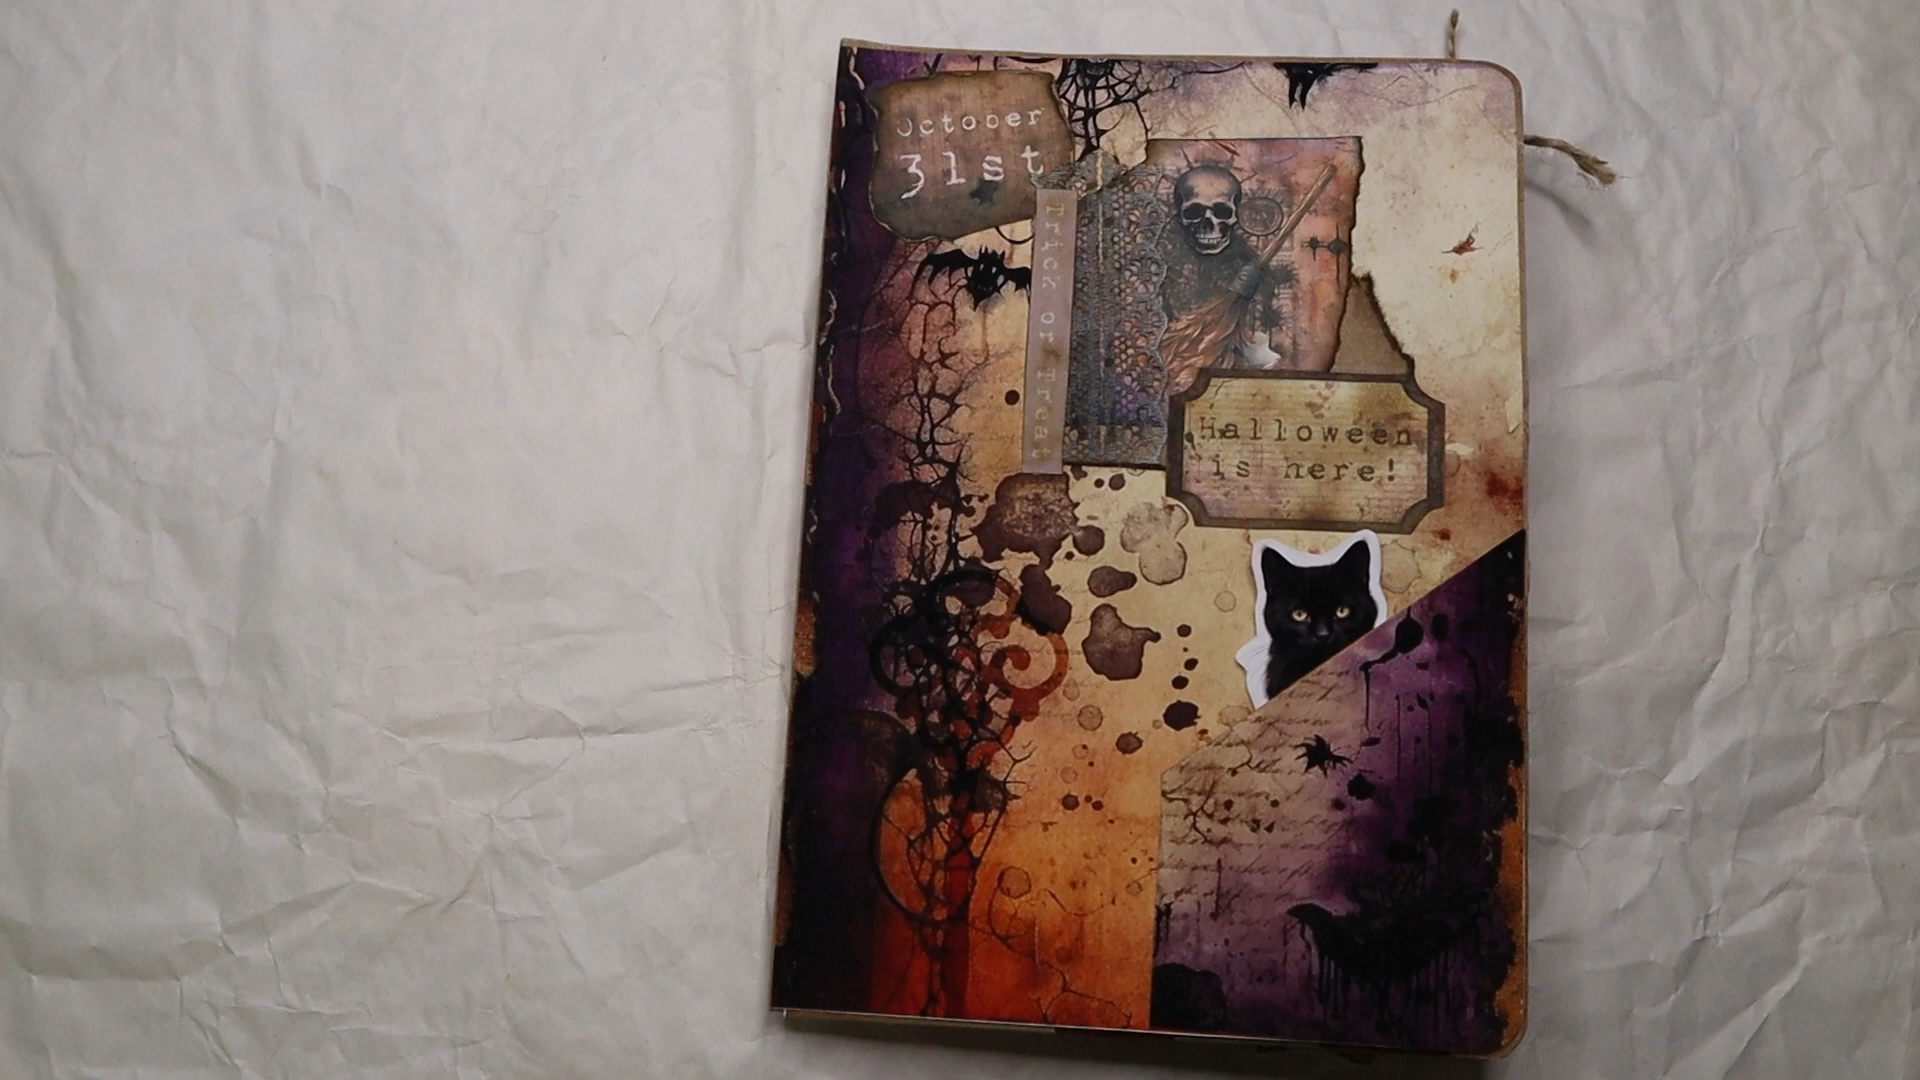 October
31st
Trick or Treat
Halloween
is here!